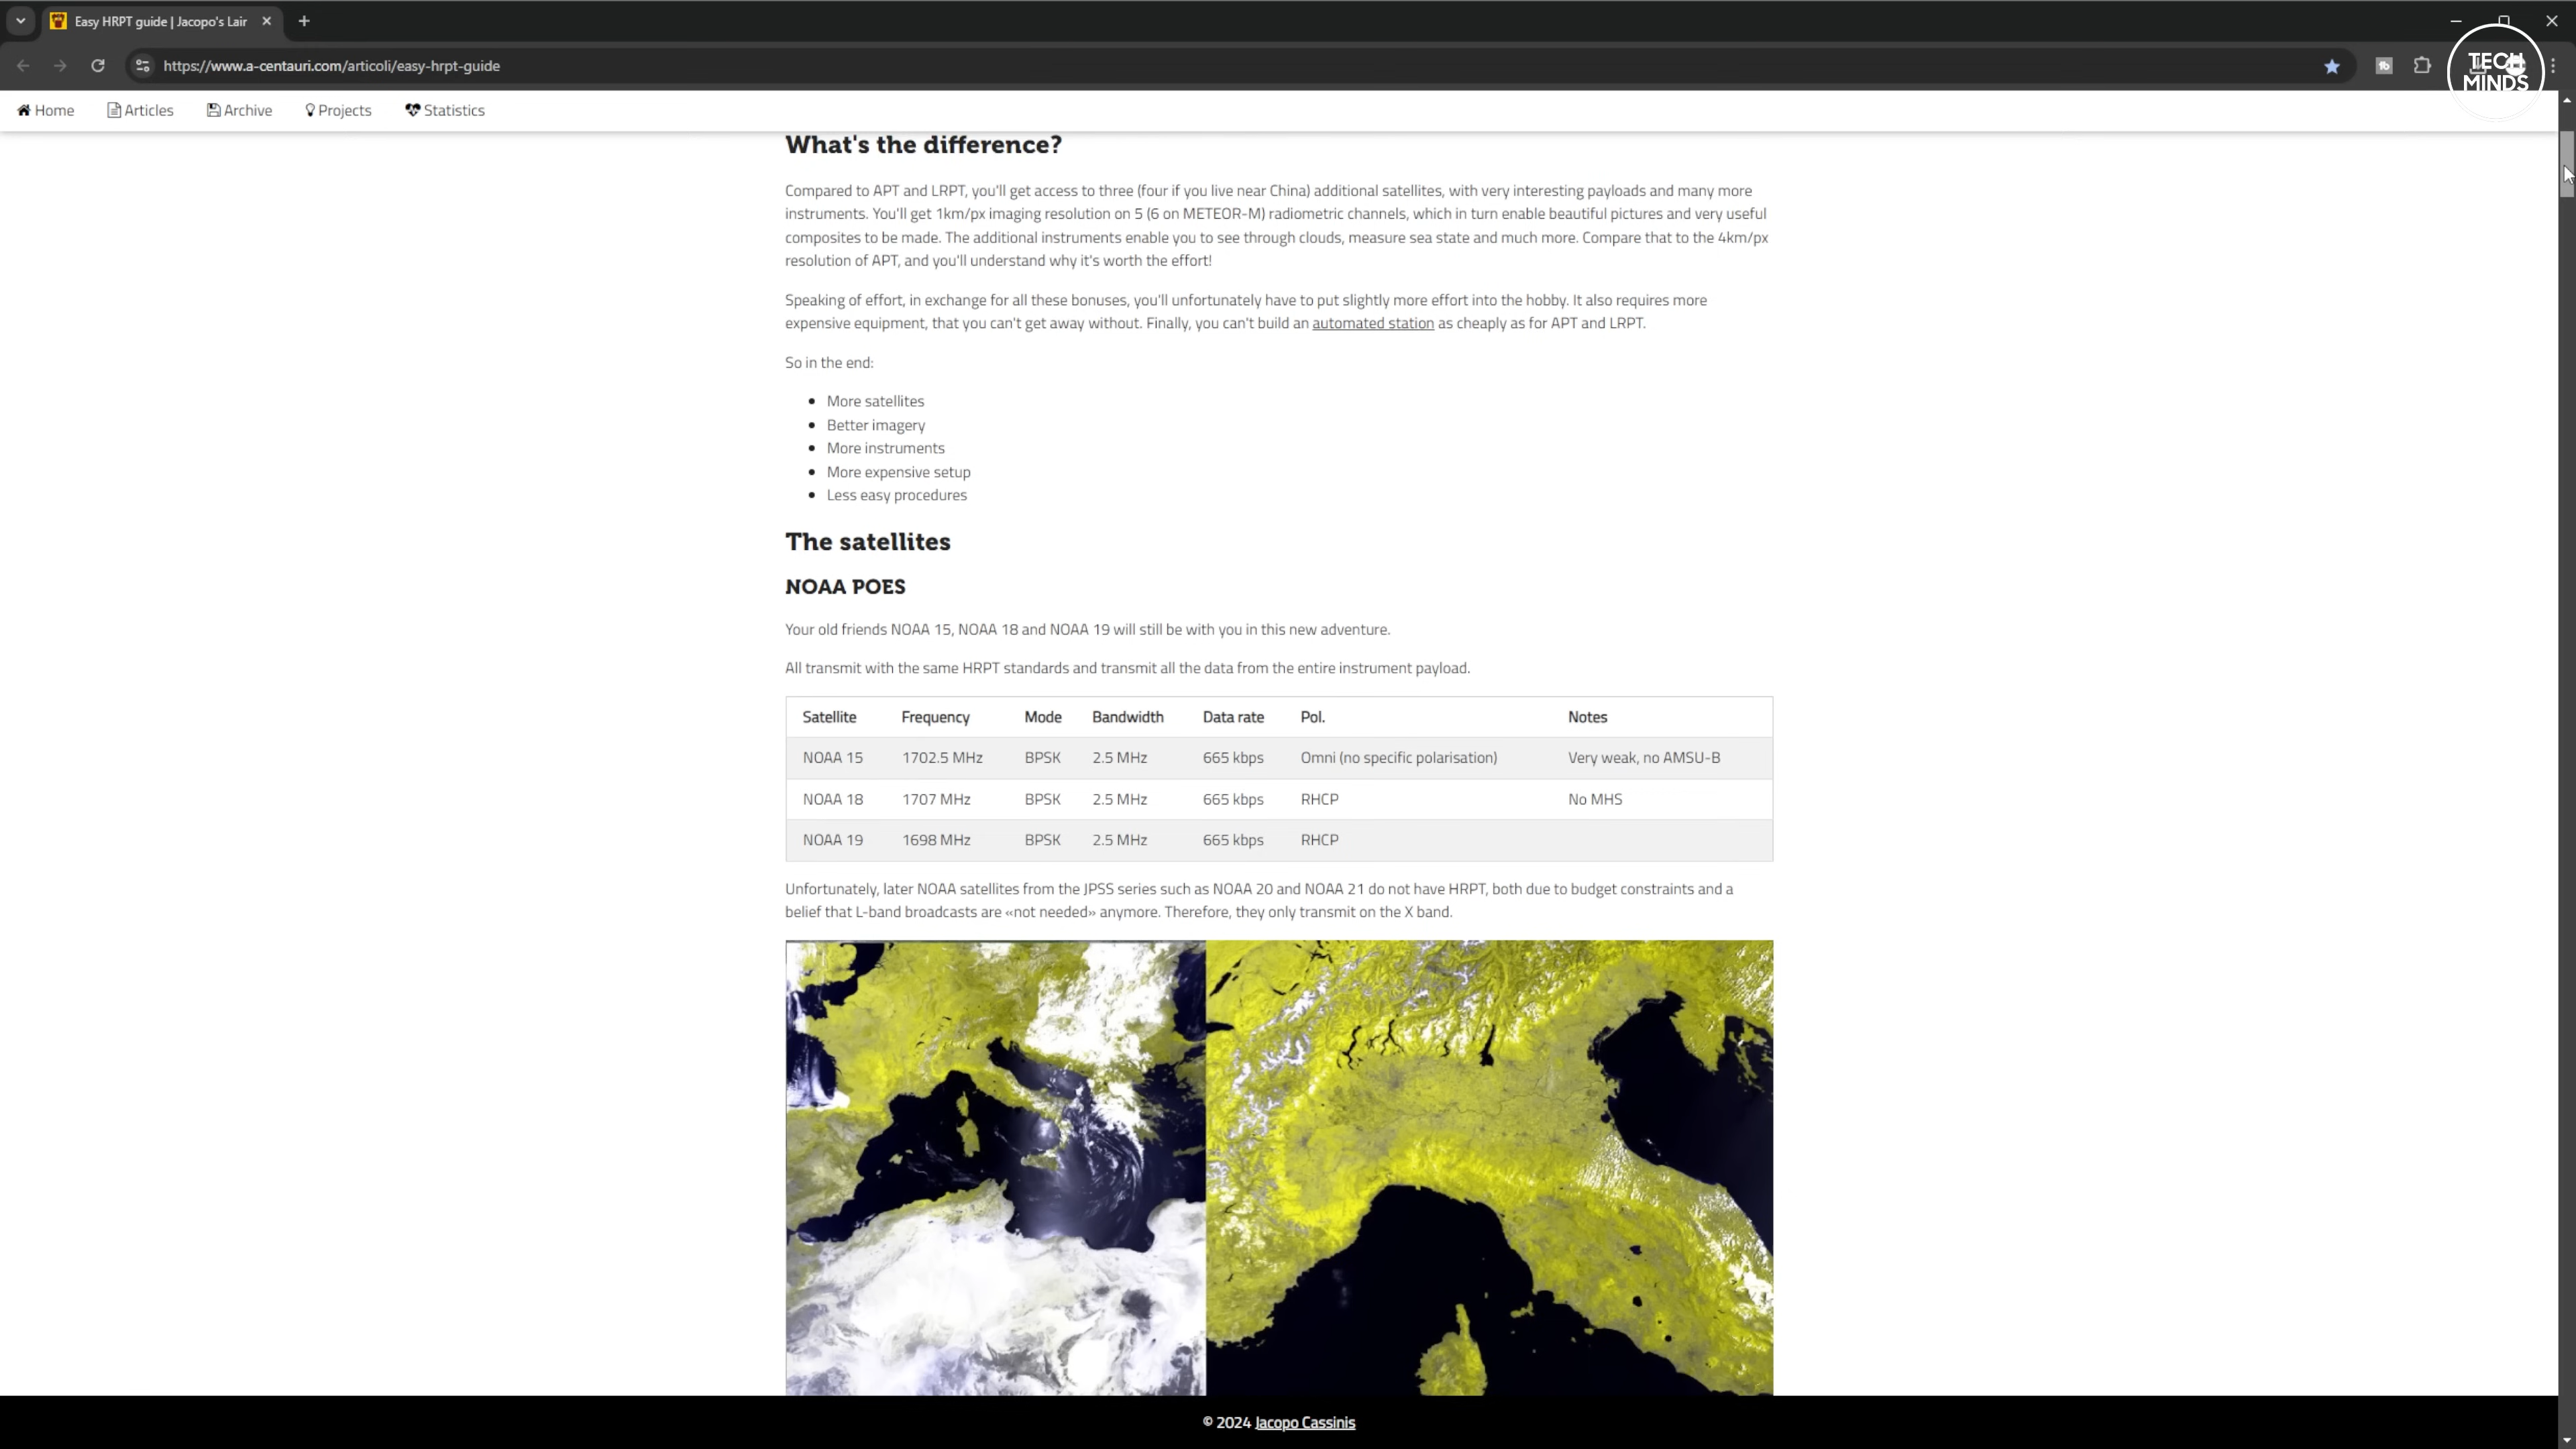 Easy HRPT guide | Jacopo's Lair
https://www.a-centauri.com/articoli/easy-hrpt-guide
TECH
MINDS
Home Articles Archive Projects Statistics
What's the difference?
Compared to APT and LRPT, you'll get access to three (four if you live near China) additional satellites, with very interesting payloads and many more
instruments. You'll get 1km/px imaging resolution on 5 (6 on METEOR-M) radiometric channels, which in turn enable beautiful pictures and very useful
composites to be made. The additional instruments enable you to see through clouds, measure sea state and much more. Compare that to the 4km/px
resolution of APT, and you'll understand why it's worth the effort!
Speaking of effort, in exchange for all these bonuses, you'll unfortunately have to put slightly more effort into the hobby. It also requires more
expensive equipment, that you can't get away without. Finally, you can't build an automated station as cheaply as for APT and LRPT.
So in the end:
• More satellites
• Better imagery
• More instruments
• More expensive setup
• Less easy procedures
The satellites
NOAA POES
Your old friends NOAA 15, NOAA 18 and NOAA 19 will still be with you in this new adventure.
All transmit with the same HRPT standards and transmit all the data from the entire instrument payload.
Satellite Frequency Mode Bandwidth Data rate Pol. Notes
NOAA 15 1702.5 MHz BPSK 2.5 MHz 665 kbps Omni (no specific polarisation) Very weak, no AMSU-B
NOAA 18 1707 MHz BPSK 2.5 MHz 665 kbps RHCP No MHS
NOAA 19 1698 MHz BPSK 2.5 MHz 665 kbps RHCP
Unfortunately, later NOAA satellites from the JPSS series such as NOAA 20 and NOAA 21 do not have HRPT, both due to budget constraints and a
belief that L-band broadcasts are «not needed» anymore. Therefore, they only transmit on the X band.
© 2024 Jacopo Cassinis